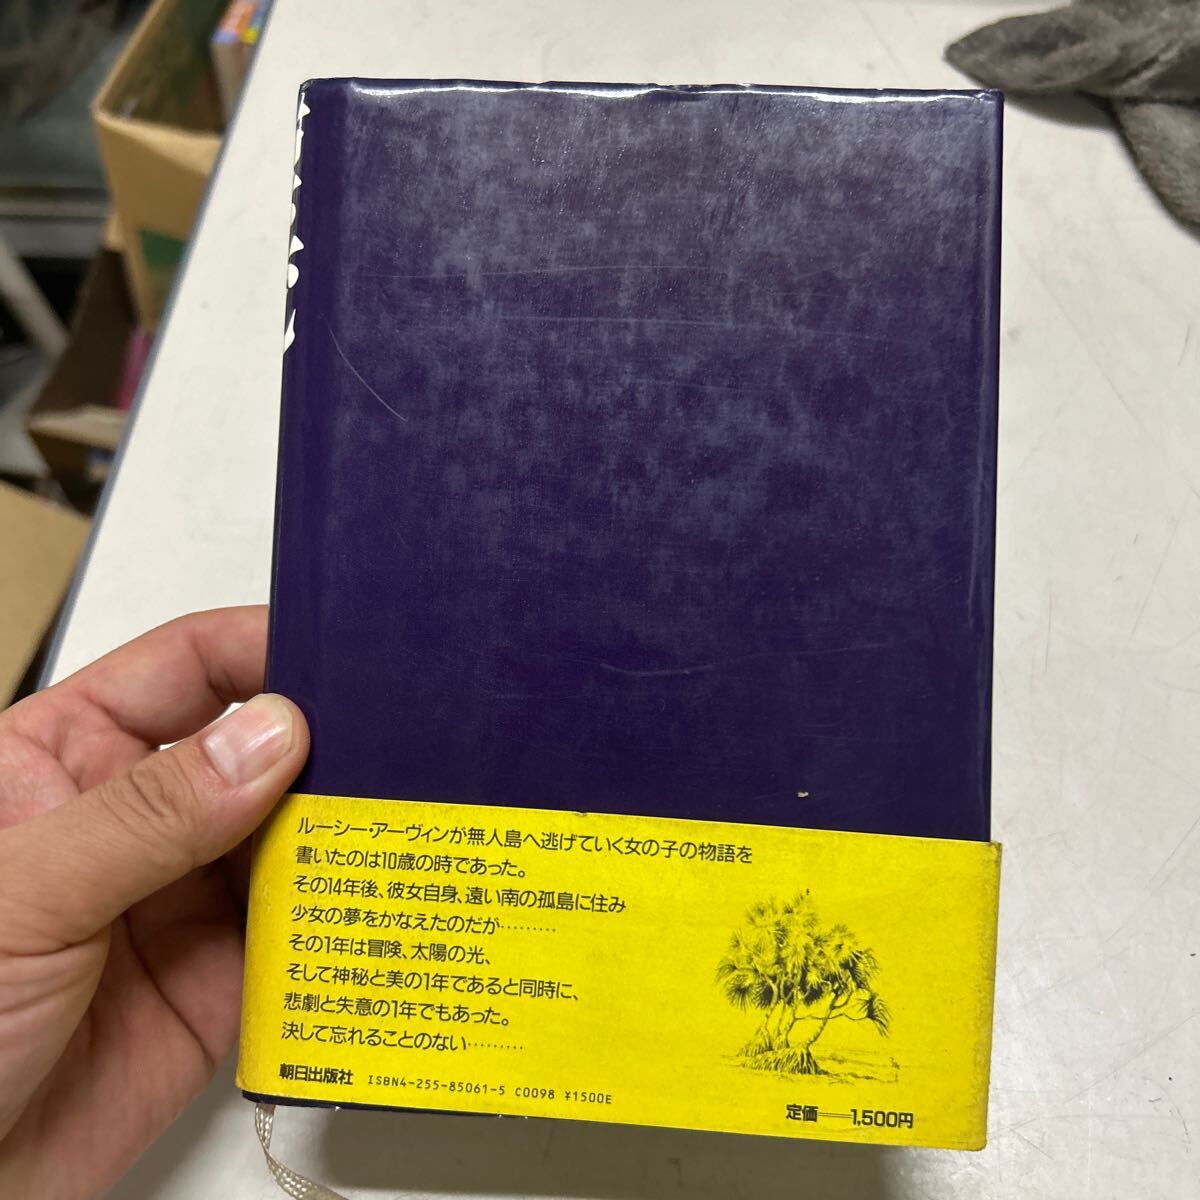 ルーシー・アーヴィンが無人島へ逃げていく女の子の物語を
書いたのは10歳の時であった。
その14年後、彼女自身、遠い南の孤島に住み
少女の夢をかなえたのだが………
その1年は冒険、太陽の光、
そして神秘と美の1年であると同時に、
悲劇と失意の1年でもあった。
決して忘れることのない………
朝日出版社 ISBN4-255-85061-5 C0098 ¥1500E
定価──1,500円